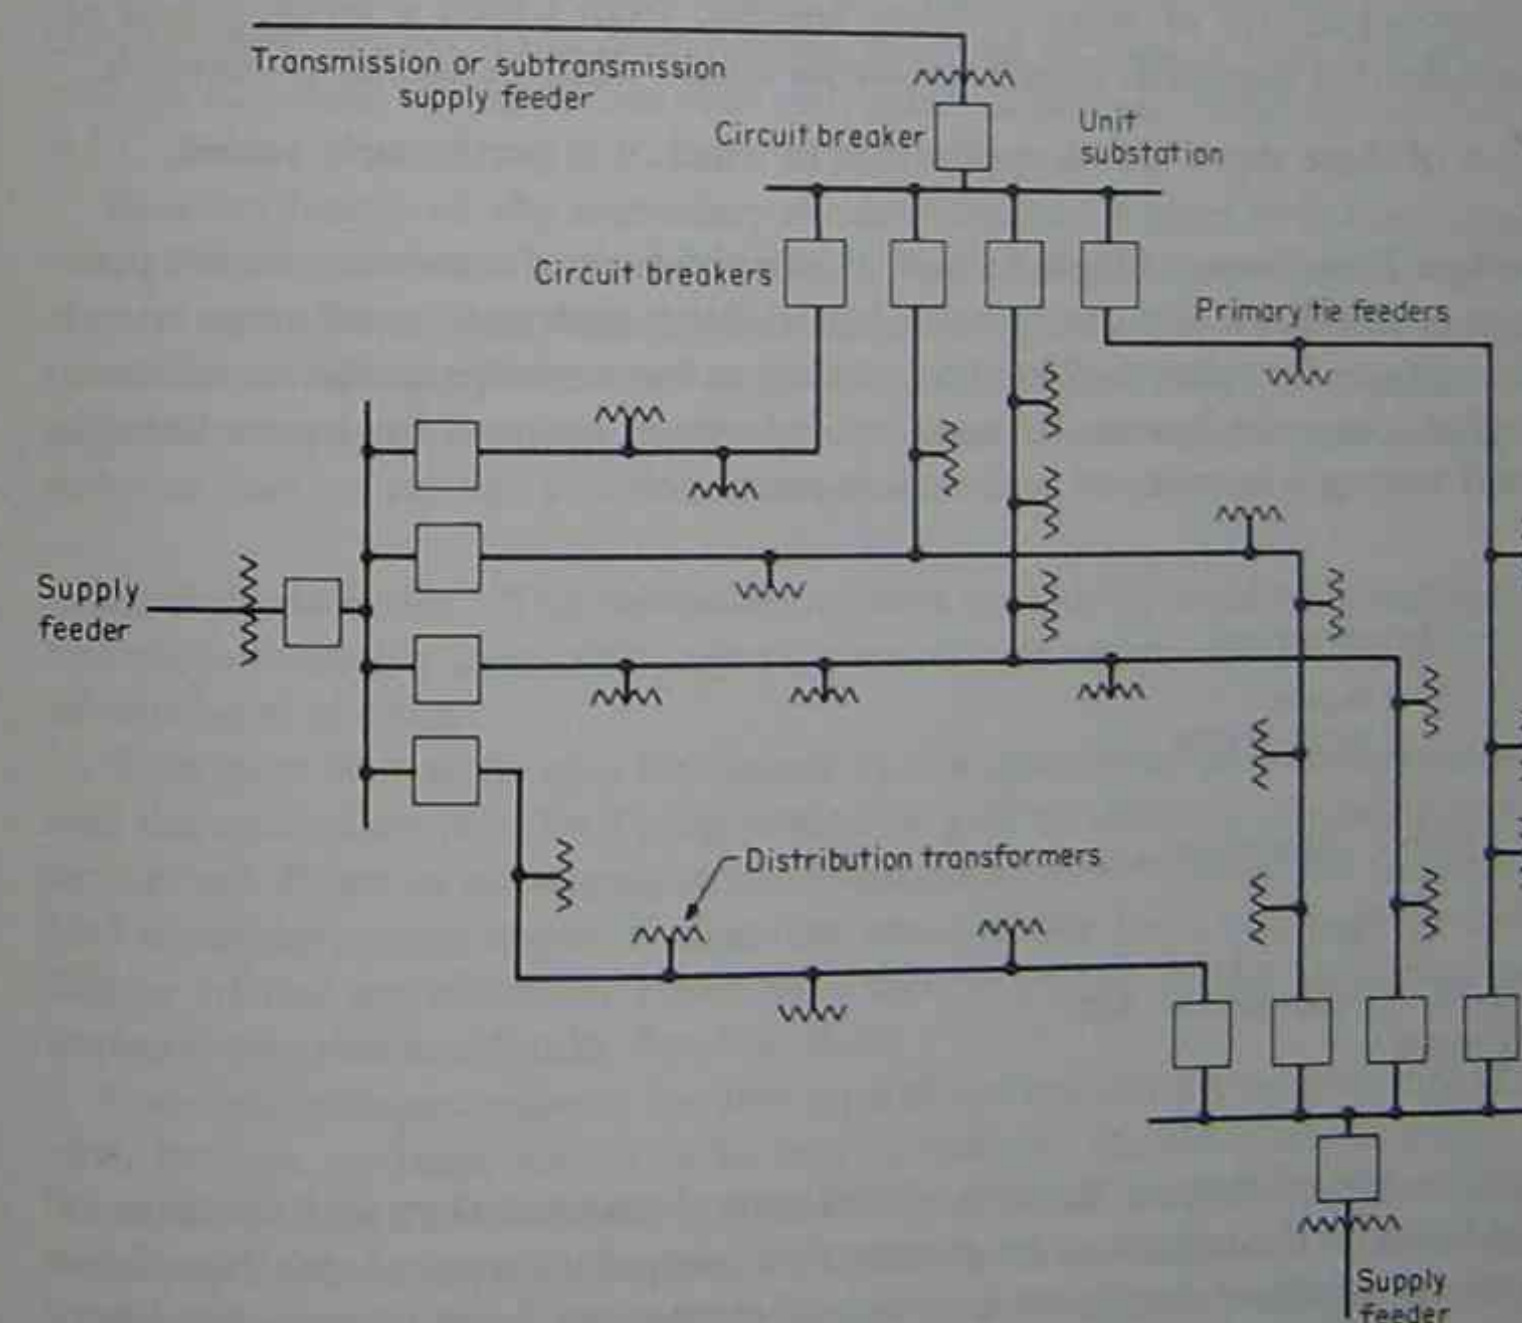 Transmission or subtransmission
supply feeder
Circuit breaker
Unit
substation
Circuit breakers
Primary tie feeders
Supply
feeder
Distribution transformers
Supply
feeder